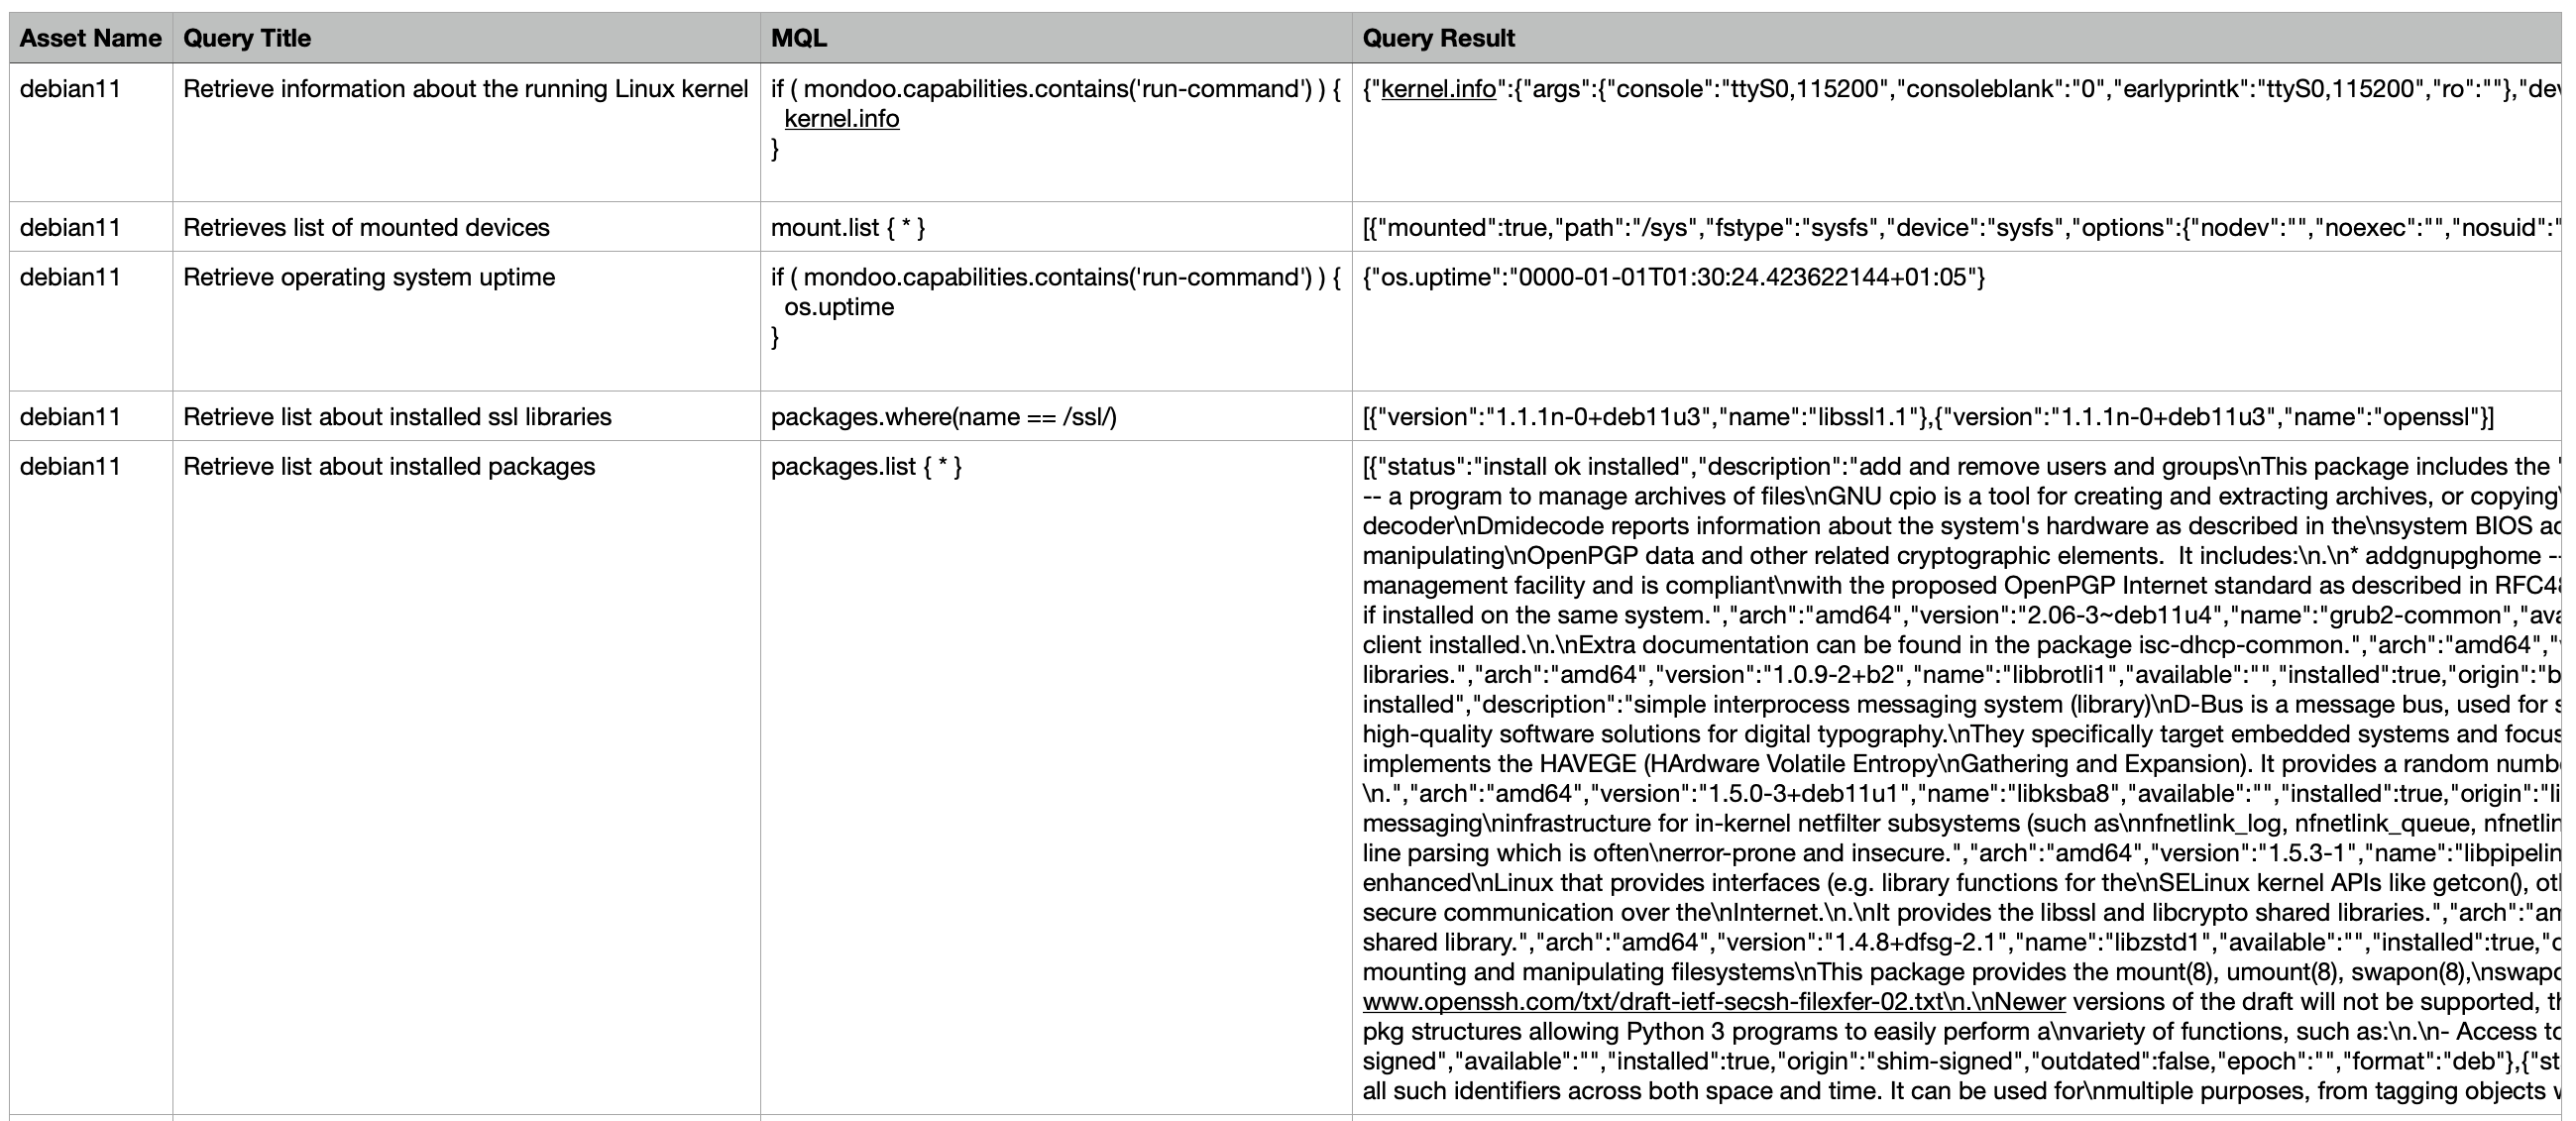 Asset Name Query Title MQL Query Result
debian11 Retrieve information about the running Linux kernel if ( mondoo.capabilities.contains('run-command') ) { {"kernel.info":{"args":{"console":"ttyS0,115200","consoleblank":"0","earlyprintk":"ttyS0,115200","ro":""},"dev
kernel.info
}
debian11 Retrieves list of mounted devices mount.list { * } [{"mounted":true,"path":"/sys","fstype":"sysfs","device":"sysfs","options":{"nodev":"","noexec":"","nosuid":"
debian11 Retrieve operating system uptime if ( mondoo.capabilities.contains('run-command') ) { {"os.uptime":"0000-01-01T01:30:24.423622144+01:05"}
os.uptime
}
debian11 Retrieve list about installed ssl libraries packages.where(name == /ssl/) [{"version":"1.1.1n-0+deb11u3","name":"libssl1.1"},{"version":"1.1.1n-0+deb11u3","name":"openssl"}]
debian11 Retrieve list about installed packages packages.list { * } [{"status":"install ok installed","description":"add and remove users and groups\nThis package includes the '
-- a program to manage archives of files\nGNU cpio is a tool for creating and extracting archives, or copying\
decoder\nDmidecode reports information about the system's hardware as described in the\nsystem BIOS ac
manipulating\nOpenPGP data and other related cryptographic elements.  It includes:\n.\n* addgnupghome --
management facility and is compliant\nwith the proposed OpenPGP Internet standard as described in RFC48
if installed on the same system.","arch":"amd64","version":"2.06-3~deb11u4","name":"grub2-common","ava
client installed.\n.\nExtra documentation can be found in the package isc-dhcp-common.","arch":"amd64","v
libraries.","arch":"amd64","version":"1.0.9-2+b2","name":"libbrotli1","available":"","installed":true,"origin":"b
installed","description":"simple interprocess messaging system (library)\nD-Bus is a message bus, used for s
high-quality software solutions for digital typography.\nThey specifically target embedded systems and focus
implements the HAVEGE (HArdware Volatile Entropy\nGathering and Expansion). It provides a random numbe
\n.","arch":"amd64","version":"1.5.0-3+deb11u1","name":"libksba8","available":"","installed":true,"origin":"li
messaging\ninfrastructure for in-kernel netfilter subsystems (such as\nnfnetlink_log, nfnetlink_queue, nfnetlin
line parsing which is often\nerror-prone and insecure.","arch":"amd64","version":"1.5.3-1","name":"libpipelin
enhanced\nLinux that provides interfaces (e.g. library functions for the\nSELinux kernel APIs like getcon(), oth
secure communication over the\nInternet.\n.\nIt provides the libssl and libcrypto shared libraries.","arch":"am
shared library.","arch":"amd64","version":"1.4.8+dfsg-2.1","name":"libzstd1","available":"","installed":true,"o
mounting and manipulating filesystems\nThis package provides the mount(8), umount(8), swapon(8),\nswapo
www.openssh.com/txt/draft-ietf-secsh-filexfer-02.txt\n.\nNewer versions of the draft will not be supported, th
pkg structures allowing Python 3 programs to easily perform a\nvariety of functions, such as:\n.\n- Access to
signed","available":"","installed":true,"origin":"shim-signed","outdated":false,"epoch":"","format":"deb"},{"st
all such identifiers across both space and time. It can be used for\nmultiple purposes, from tagging objects w